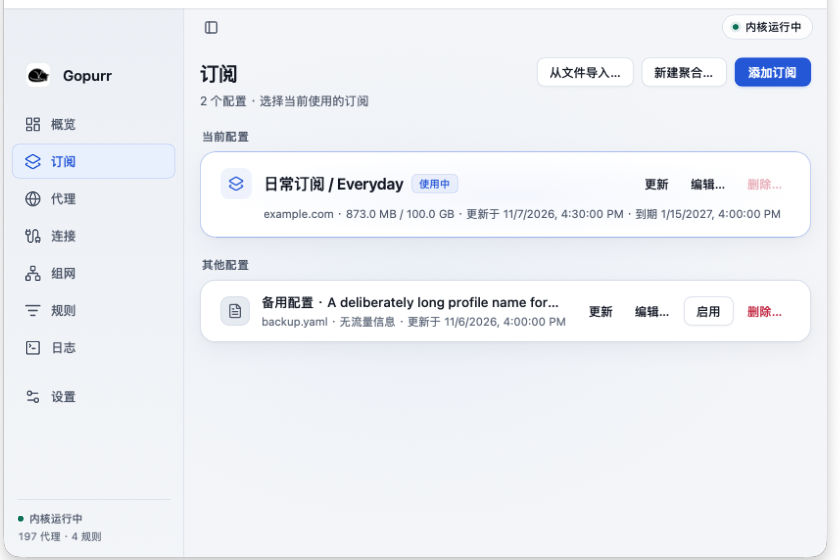 内核运行中
Gopurr
订阅
从文件导入...
新建聚合...
添加订阅
2 个配置 · 选择当前使用的订阅
概览
订阅
代理
连接
组网
规则
日志
设置
当前配置
日常订阅 / Everyday
使用中
更新
编辑...
删除...
example.com · 873.0 MB / 100.0 GB · 更新于 11/7/2026, 4:30:00 PM · 到期 1/15/2027, 4:00:00 PM
其他配置
备用配置 · A deliberately long profile name for...
更新
编辑...
启用
删除...
backup.yaml · 无流量信息 · 更新于 11/6/2026, 4:00:00 PM
内核运行中
197 代理 · 4 规则